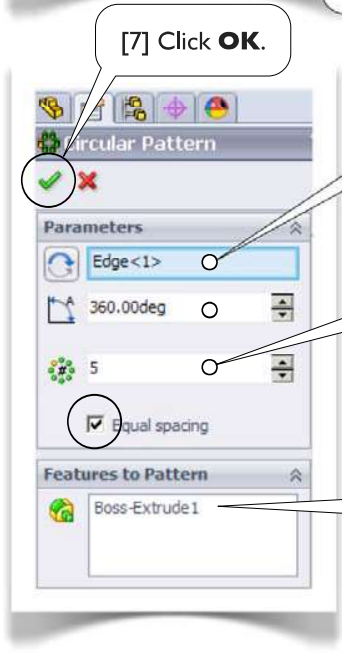 [7] Click OK.
Circular Pattern
Parameters
Edge<1>
360.00deg
5
Equal spacing
Features to Pattern
Boss-Extrude1